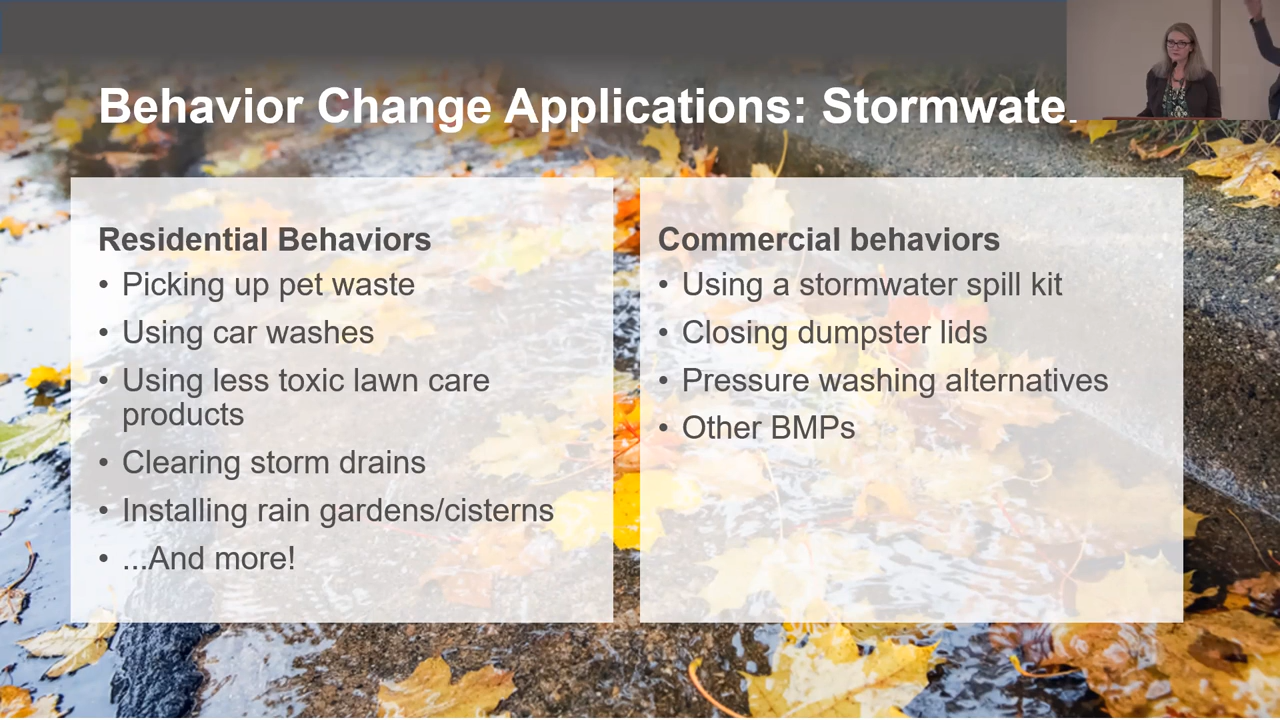 Behavior Change Applications: Stormwate
Residential Behaviors
• Picking up pet waste
• Using car washes
• Using less toxic lawn care
products
• Clearing storm drains
• Installing rain gardens/cisterns
• ...And more!
Commercial behaviors
• Using a stormwater spill kit
• Closing dumpster lids
• Pressure washing alternatives
• Other BMPs